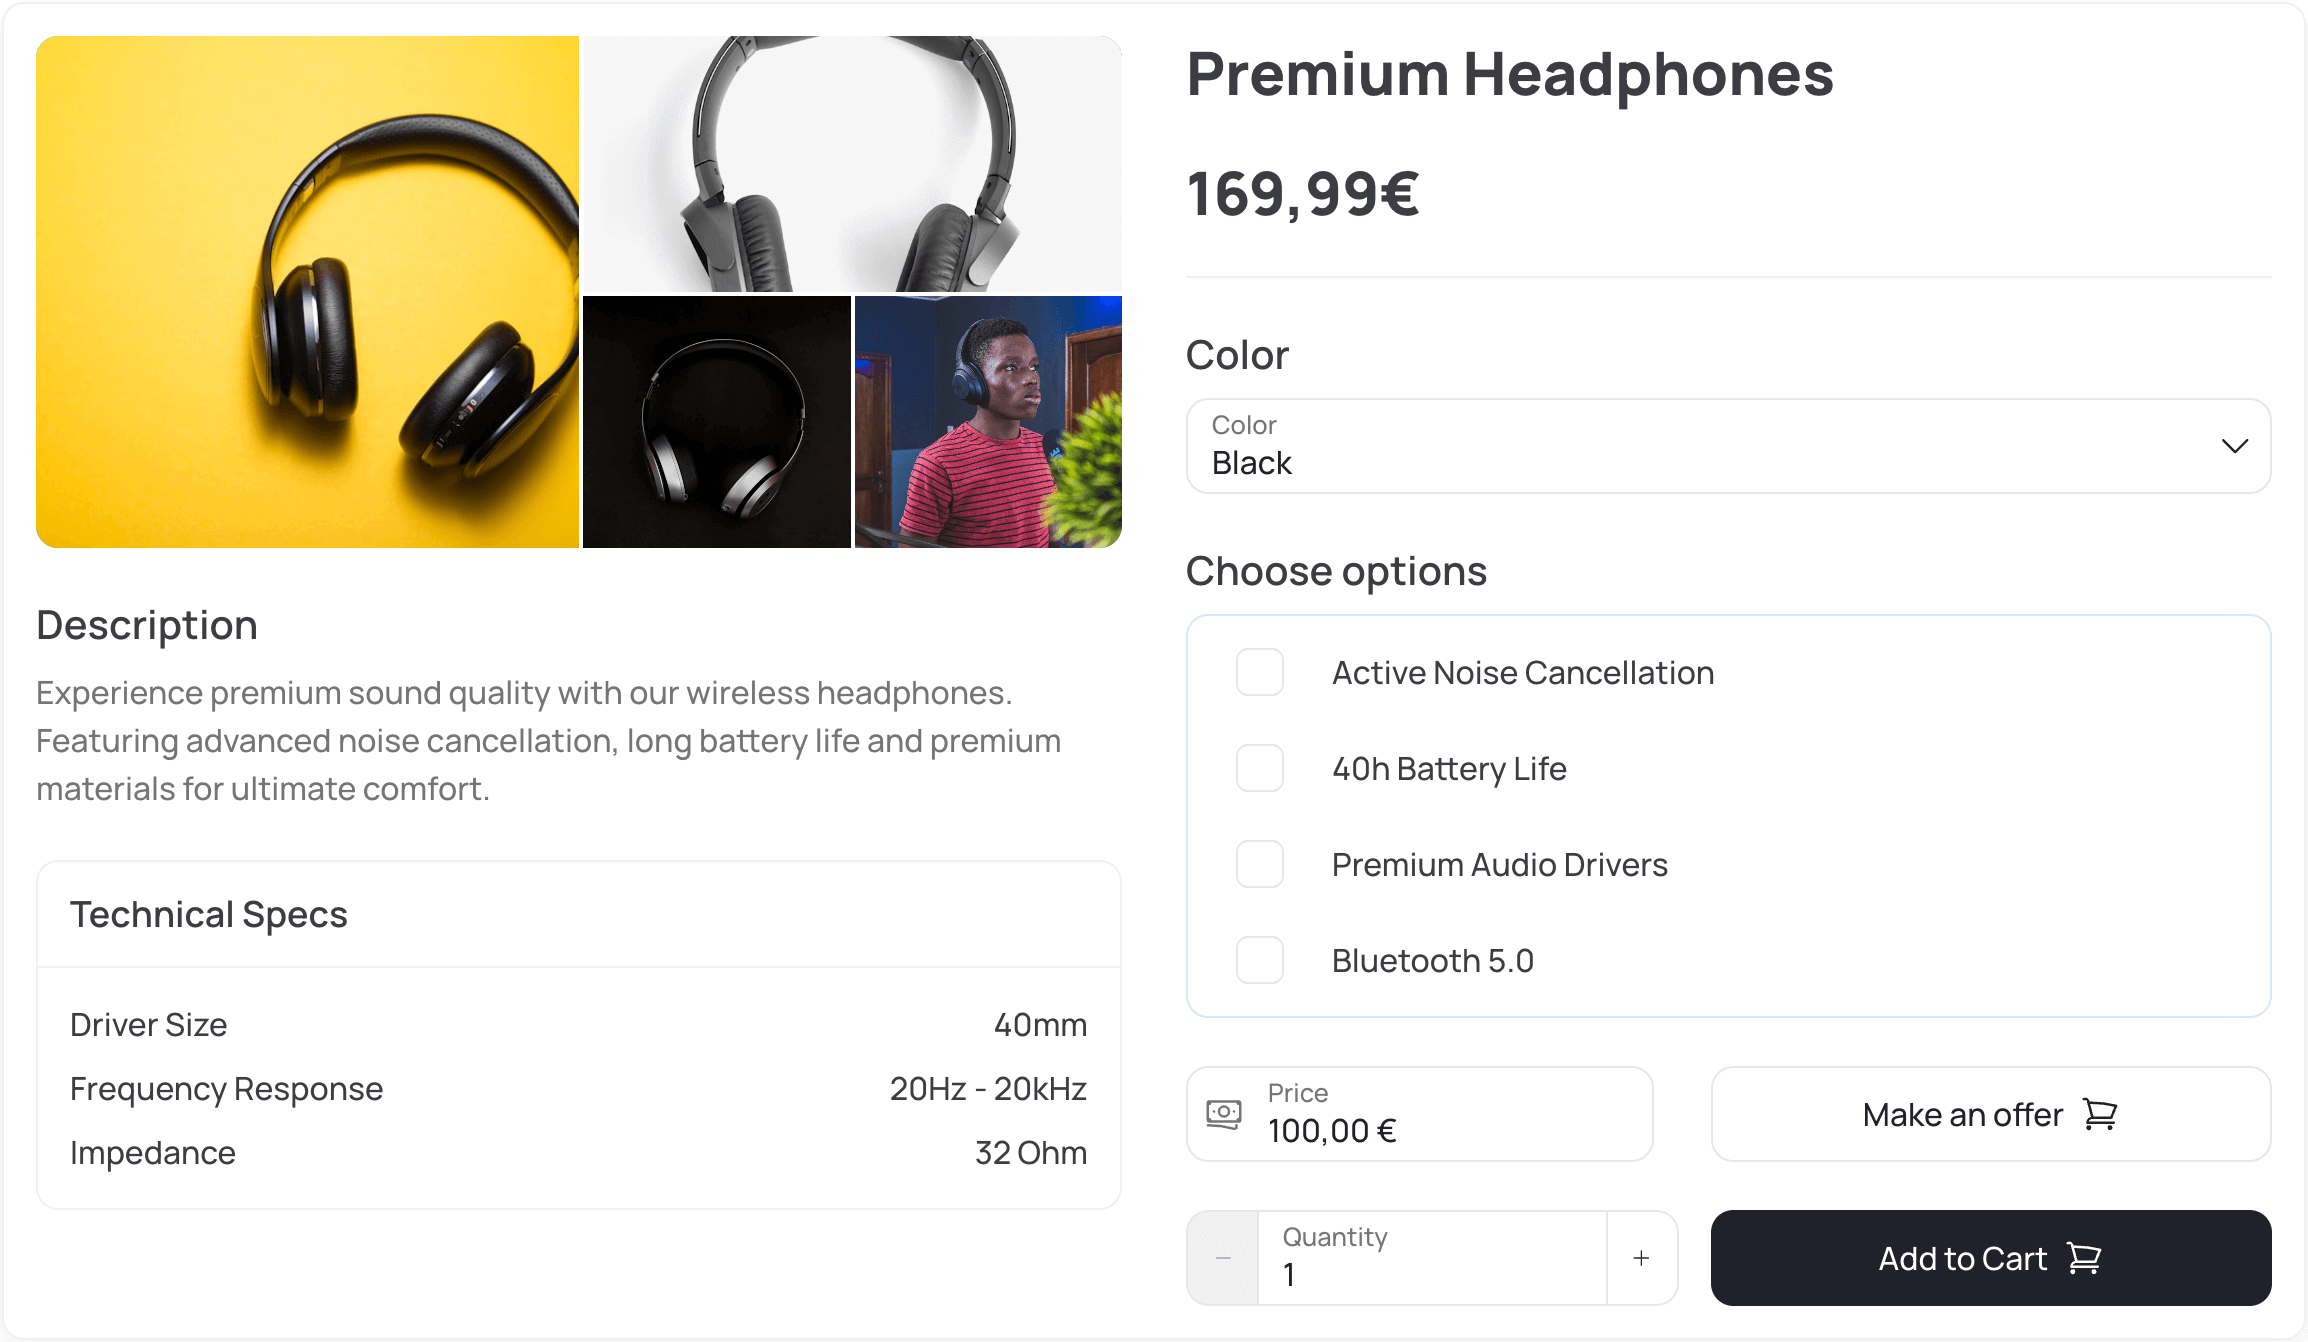 Premium Headphones
169,99€
Color
Color
Black
Choose options
Active Noise Cancellation
40h Battery Life
Premium Audio Drivers
Bluetooth 5.0
Price
100,00 €
Make an offer
Quantity
− 1 +
Add to Cart
Description
Experience premium sound quality with our wireless headphones.
Featuring advanced noise cancellation, long battery life and premium
materials for ultimate comfort.
Technical Specs
Driver Size 40mm
Frequency Response 20Hz - 20kHz
Impedance 32 Ohm